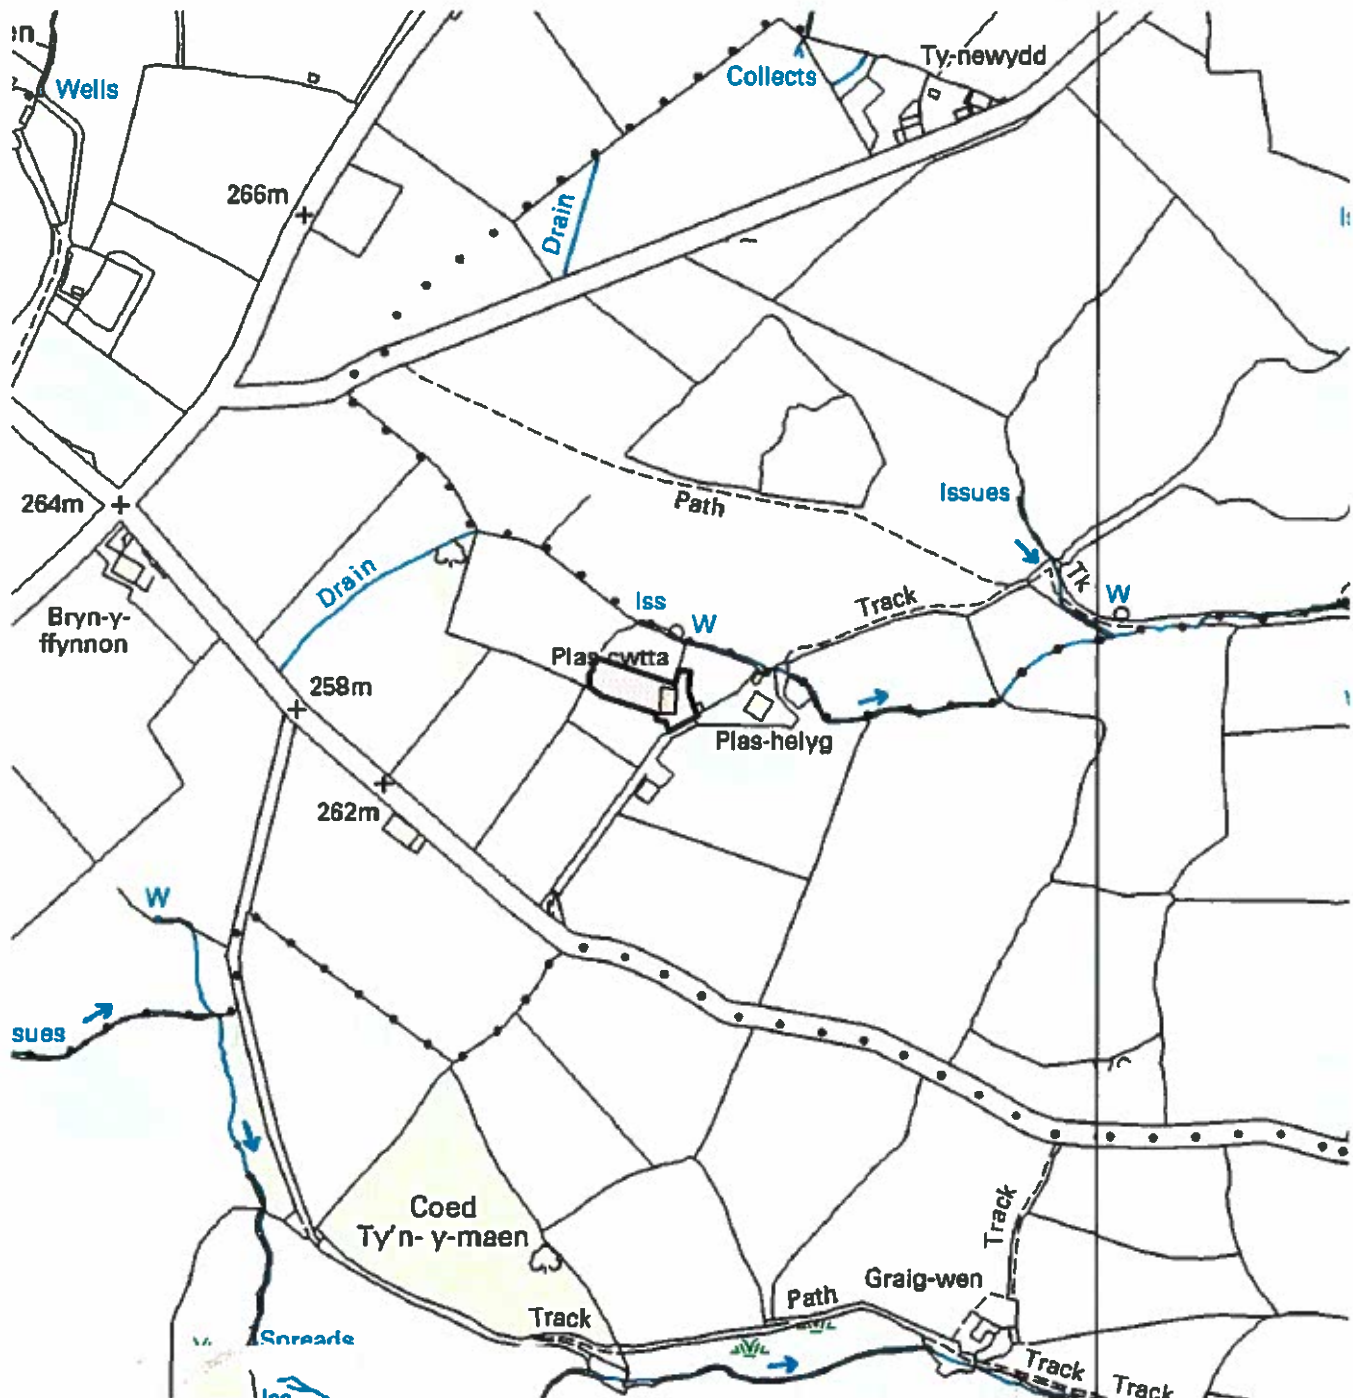 Wells
Collects
Ty-newydd
266m
Drain
264m
Path
Issues
Drain
Tk
W
Track
Iss
W
Bryn-y-
ffynnon
Plas cwtta
258m
Plas-helyg
262m
W
sues
Coed
Ty'n-y-maen
Track
Graig-wen
Path
Track
Spreads
Track
Track
Iss